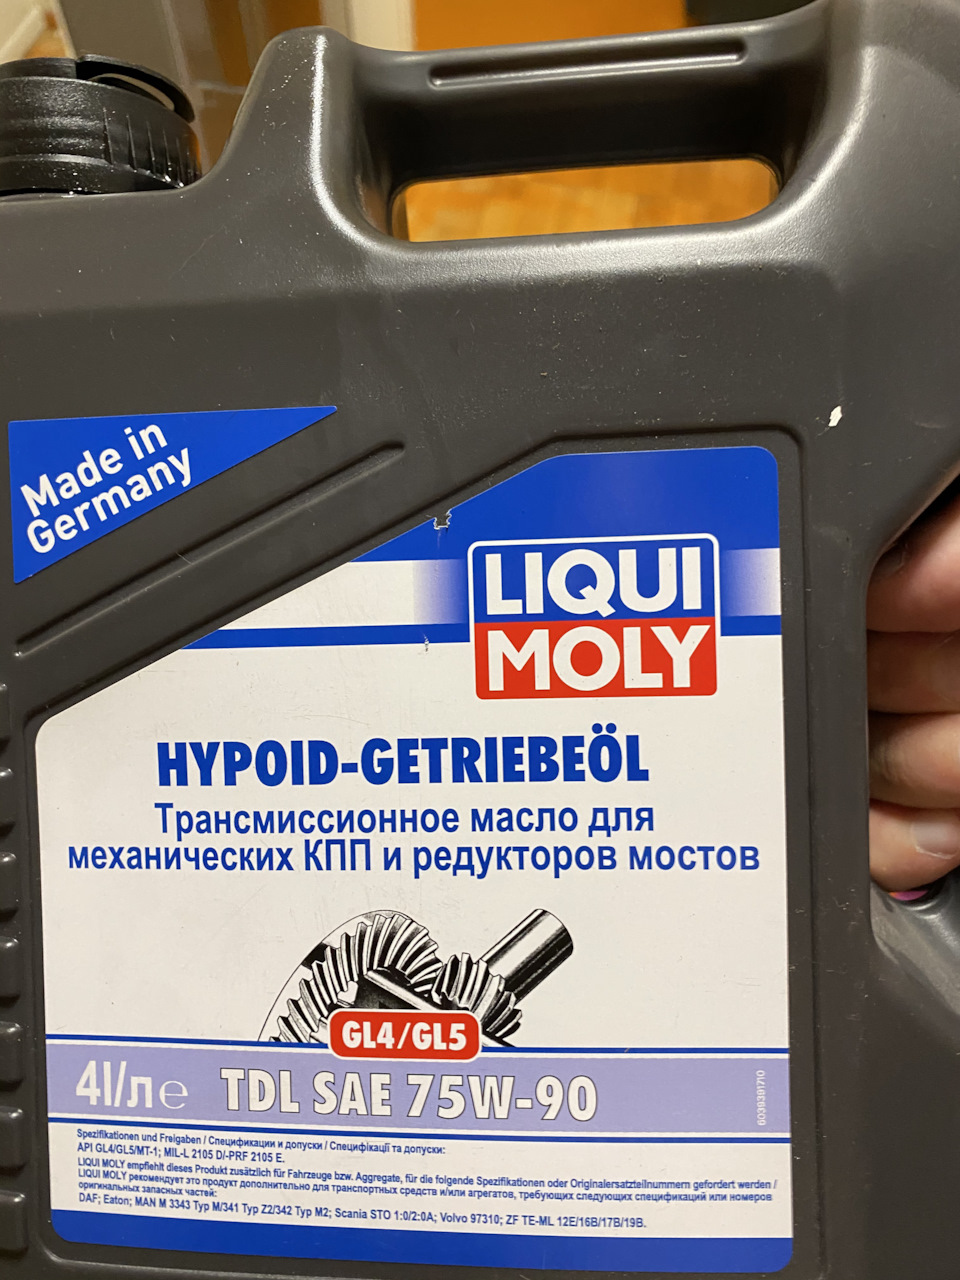 Made in
Germany
LIQUI
MOLY
HYPOID-GETRIEBEÖL
Трансмиссионное масло для
механических КПП и редукторов мостов
GL4/GL5
4l/л℮ TDL SAE 75W-90
6039391710
Spezifikationen und Freigaben / Спецификации и допуски / Специфікації та допуски:
API GL4/GL5/MT-1; MIL-L 2105 D/-PRF 2105 E.
LIQUI MOLY empfiehlt dieses Produkt zusätzlich für Fahrzeuge bzw. Aggregate, für die folgende Spezifikationen oder Originalersatzteilnummern gefordert werden /
LIQUI MOLY рекомендует это продукт дополнительно для транспортных средств и/или агрегатов, требующих следующих спецификаций или номеров
оригинальных запасных частей:
DAF; Eaton; MAN M 3343 Typ M/341 Typ Z2/342 Typ M2; Scania STO 1:0/2:0A; Volvo 97310; ZF TE-ML 12E/16B/17B/19B.